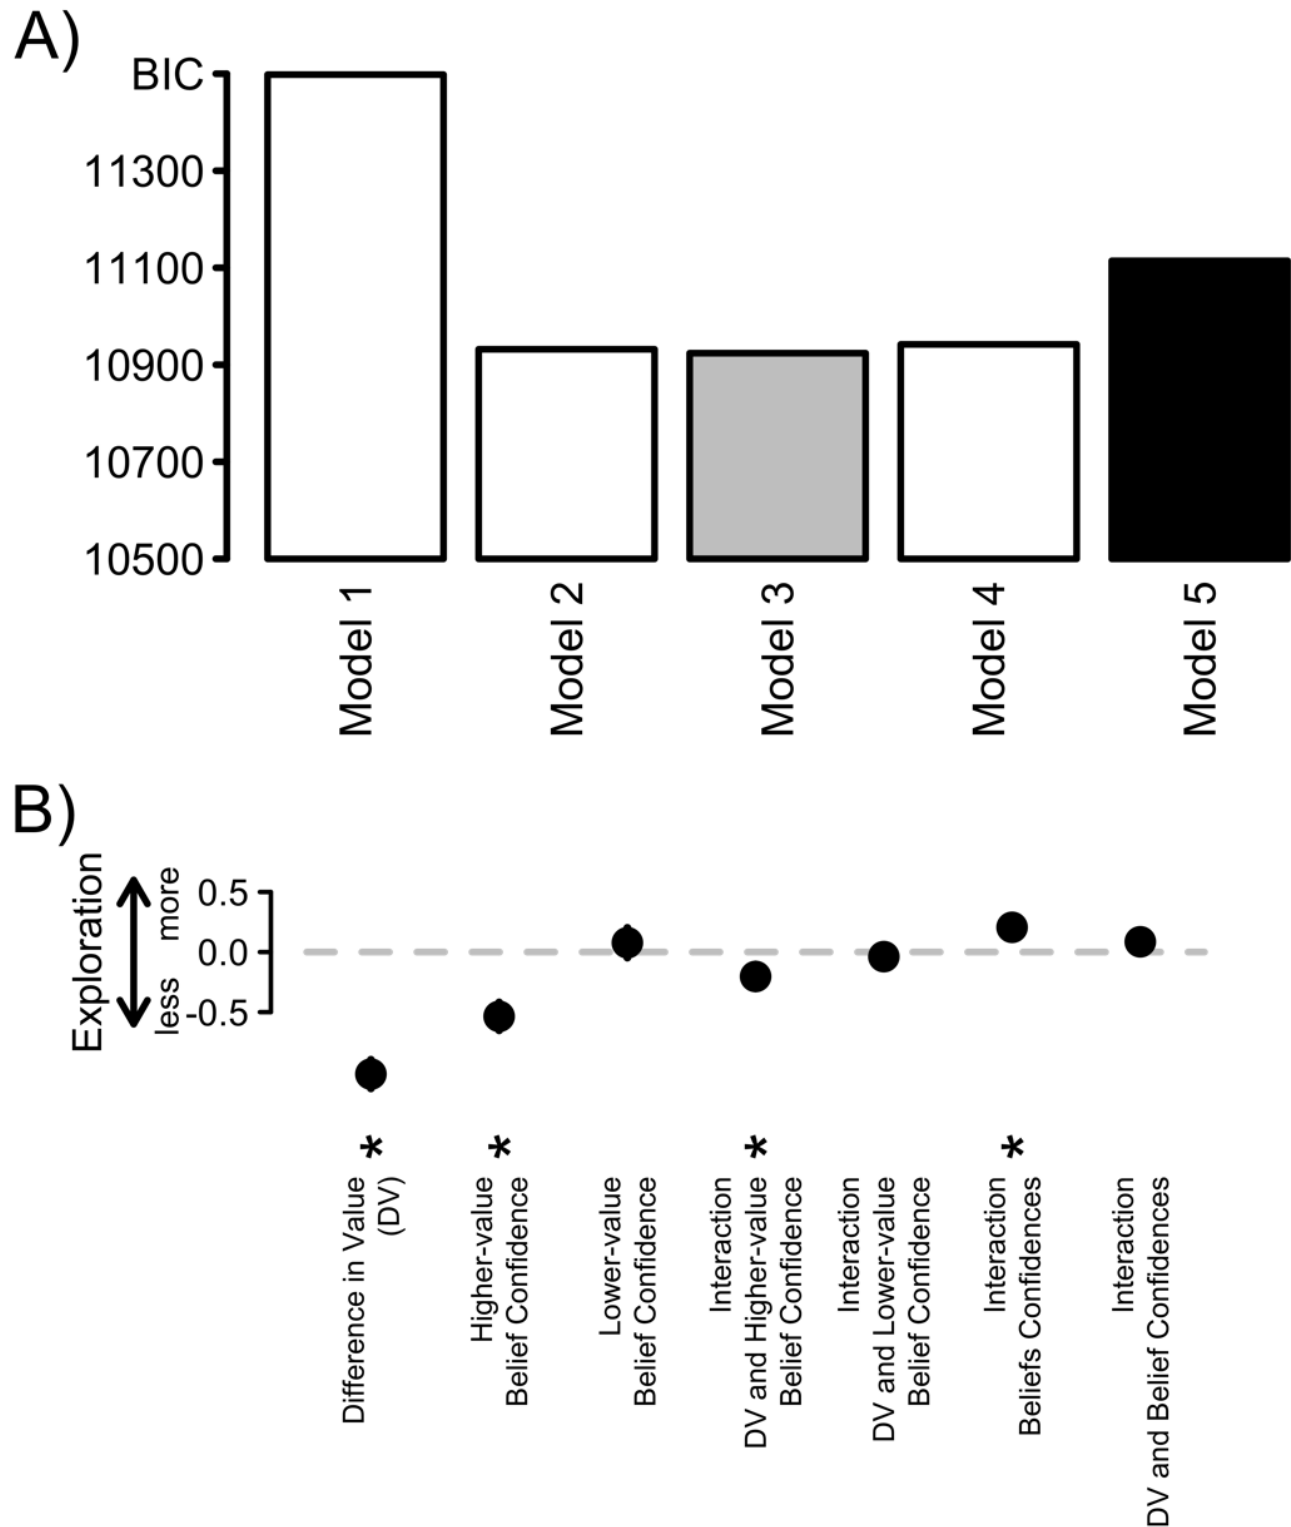 A)
BIC
11300
11100
10900
10700
10500
Model 1
Model 2
Model 3
Model 4
Model 5
B)
Exploration
less more
0.5
0.0
-0.5
* * * *
Difference in Value
(DV)
Higher-value
Belief Confidence
Lower-value
Belief Confidence
Interaction
DV and Higher-value
Belief Confidence
Interaction
DV and Lower-value
Belief Confidence
Interaction
Beliefs Confidences
Interaction
DV and Belief Confidences